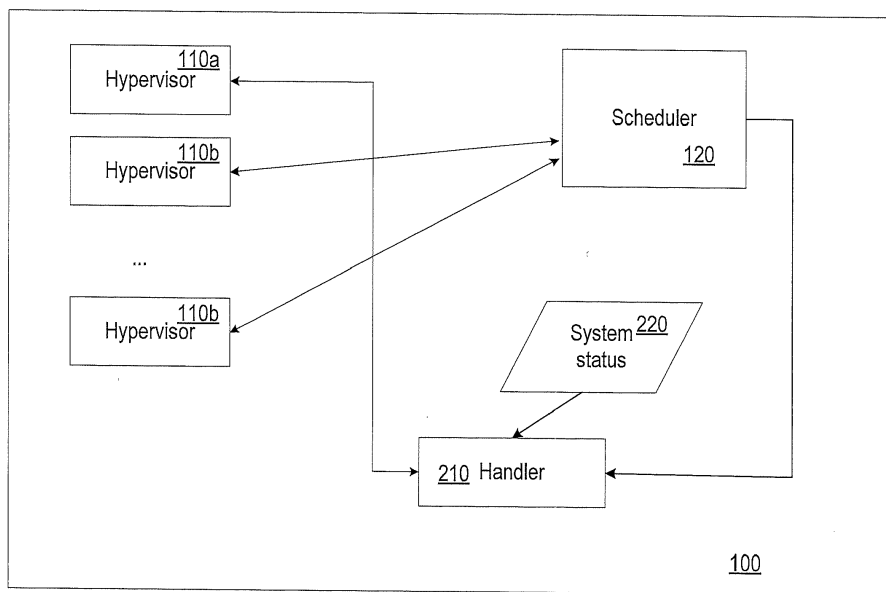 110a
Hypervisor
110b
Hypervisor
...
110b
Hypervisor
Scheduler
120
System 220
status
210 Handler
100